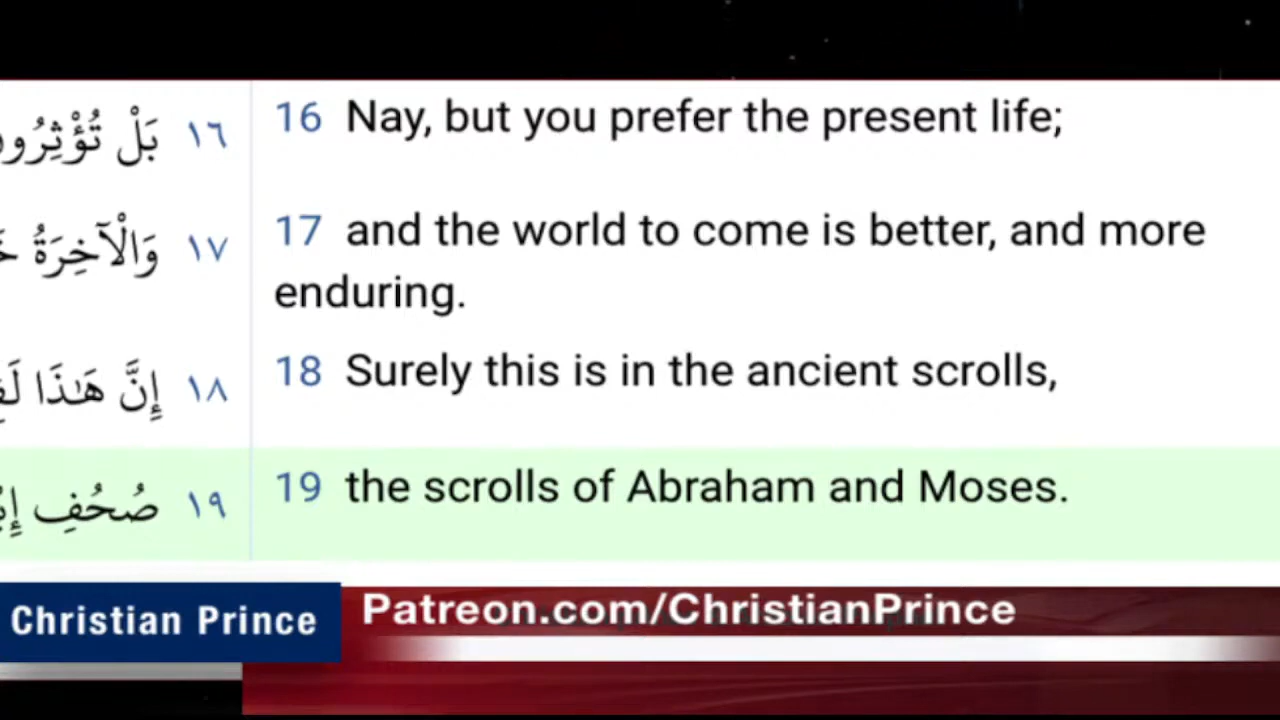 16 Nay, but you prefer the present life;
١٦ بَلْ تُؤْثِرُو
17 and the world to come is better, and more
enduring.
١٧ وَالْآخِرَةُ
18 Surely this is in the ancient scrolls,
١٨ إِنَّ هَٰذَا
19 the scrolls of Abraham and Moses.
١٩ صُحُفِ
Christian Prince
Patreon.com/ChristianPrince